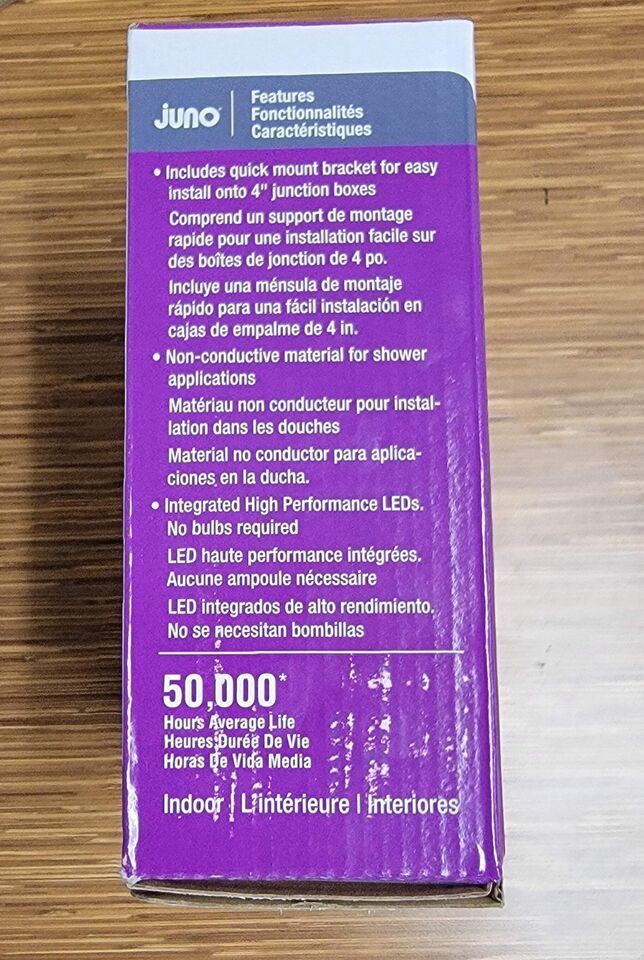 juno
Features
Fonctionnalités
Caractéristiques
• Includes quick mount bracket for easy
install onto 4" junction boxes
Comprend un support de montage
rapide pour une installation facile sur
des boîtes de jonction de 4 po.
Incluye una ménsula de montaje
rápido para una fácil instalación en
cajas de empalme de 4 in.
• Non-conductive material for shower
applications
Matériau non conducteur pour instal-
lation dans les douches
Material no conductor para aplica-
ciones en la ducha.
• Integrated High Performance LEDs.
No bulbs required
LED haute performance intégrées.
Aucune ampoule nécessaire
LED integrados de alto rendimiento.
No se necesitan bombillas
50,000*
Hours Average Life
Heures Durée De Vie
Horas De Vida Media
Indoor | L'intérieure | Interiores